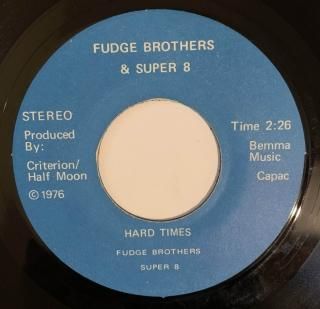 FUDGE BROTHERS
& SUPER 8
STEREO
Produced
By:
Criterion/
Half Moon
© 1976
Time 2:26
Bemma
Music
Capac
HARD TIMES
FUDGE BROTHERS
SUPER 8